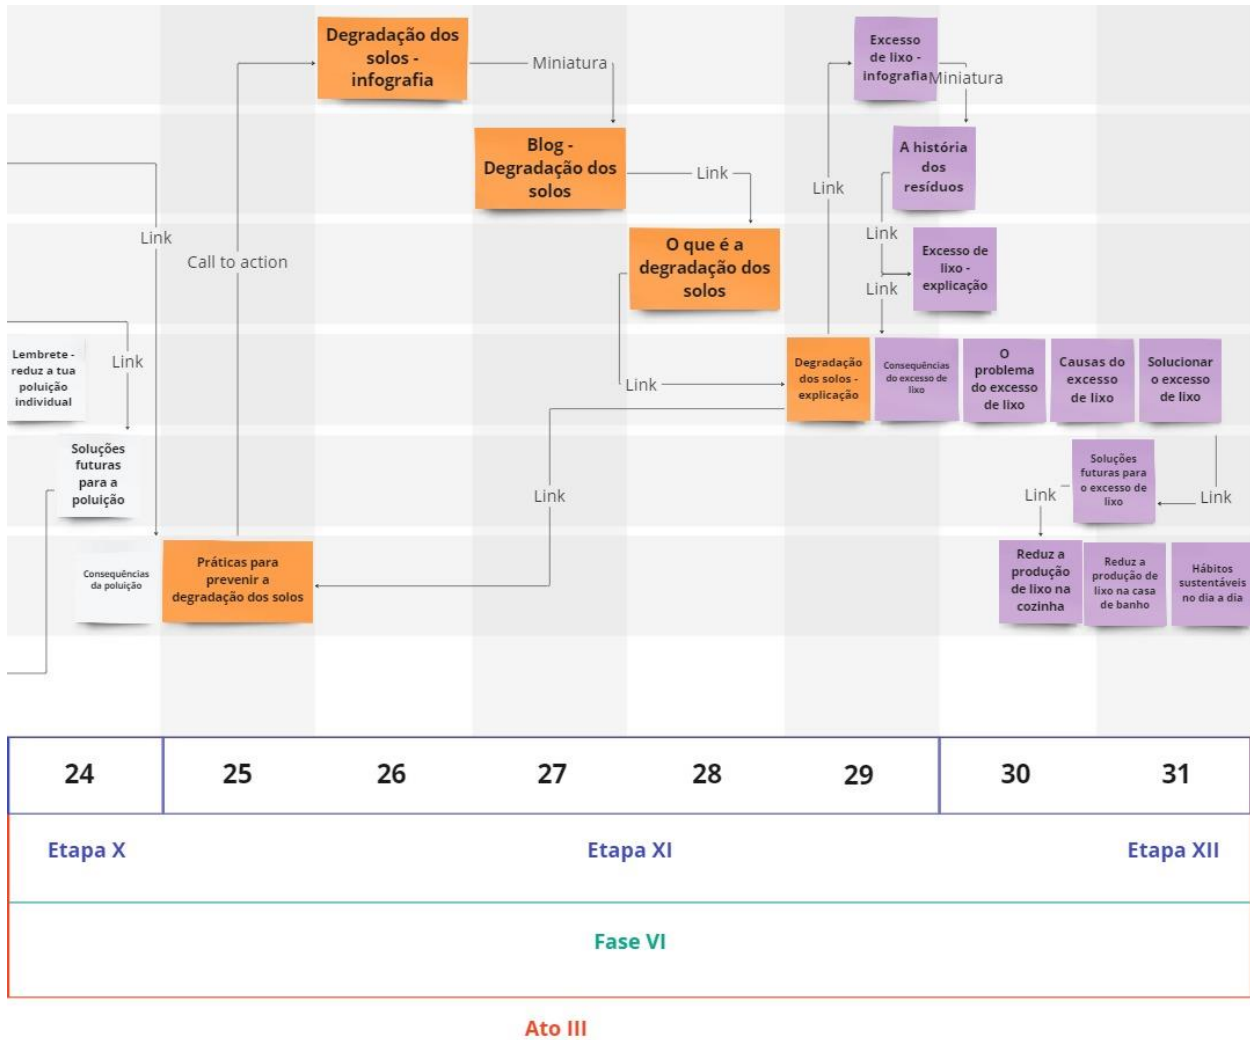 Degradação dos
solos -
infografia
Miniatura
Excesso
de lixo -
infografia
Miniatura
Blog -
Degradação dos
solos
Link
A história
dos
resíduos
Link
Link
Call to action
O que é a
degradação dos
solos
Link
Excesso de
lixo -
explicação
Link
Lembrete -
reduz a tua
poluição
individual
Link
Link
Degradação
dos solos -
explicação
Consequências
do excesso de
lixo
O
problema
do excesso
de lixo
Causas do
excesso
de lixo
Solucionar
o excesso
de lixo
Soluções
futuras
para a
poluição
Link
Soluções
futuras para
o excesso de
lixo
Link
Link
Consequências
da poluição
Práticas para
prevenir a
degradação dos solos
Reduz a
produção
de lixo na
cozinha
Reduz a
produção de
lixo na casa
de banho
Hábitos
sustentáveis
no dia a dia
24 25 26 27 28 29 30 31
Etapa X Etapa XI Etapa XII
Fase VI
Ato III